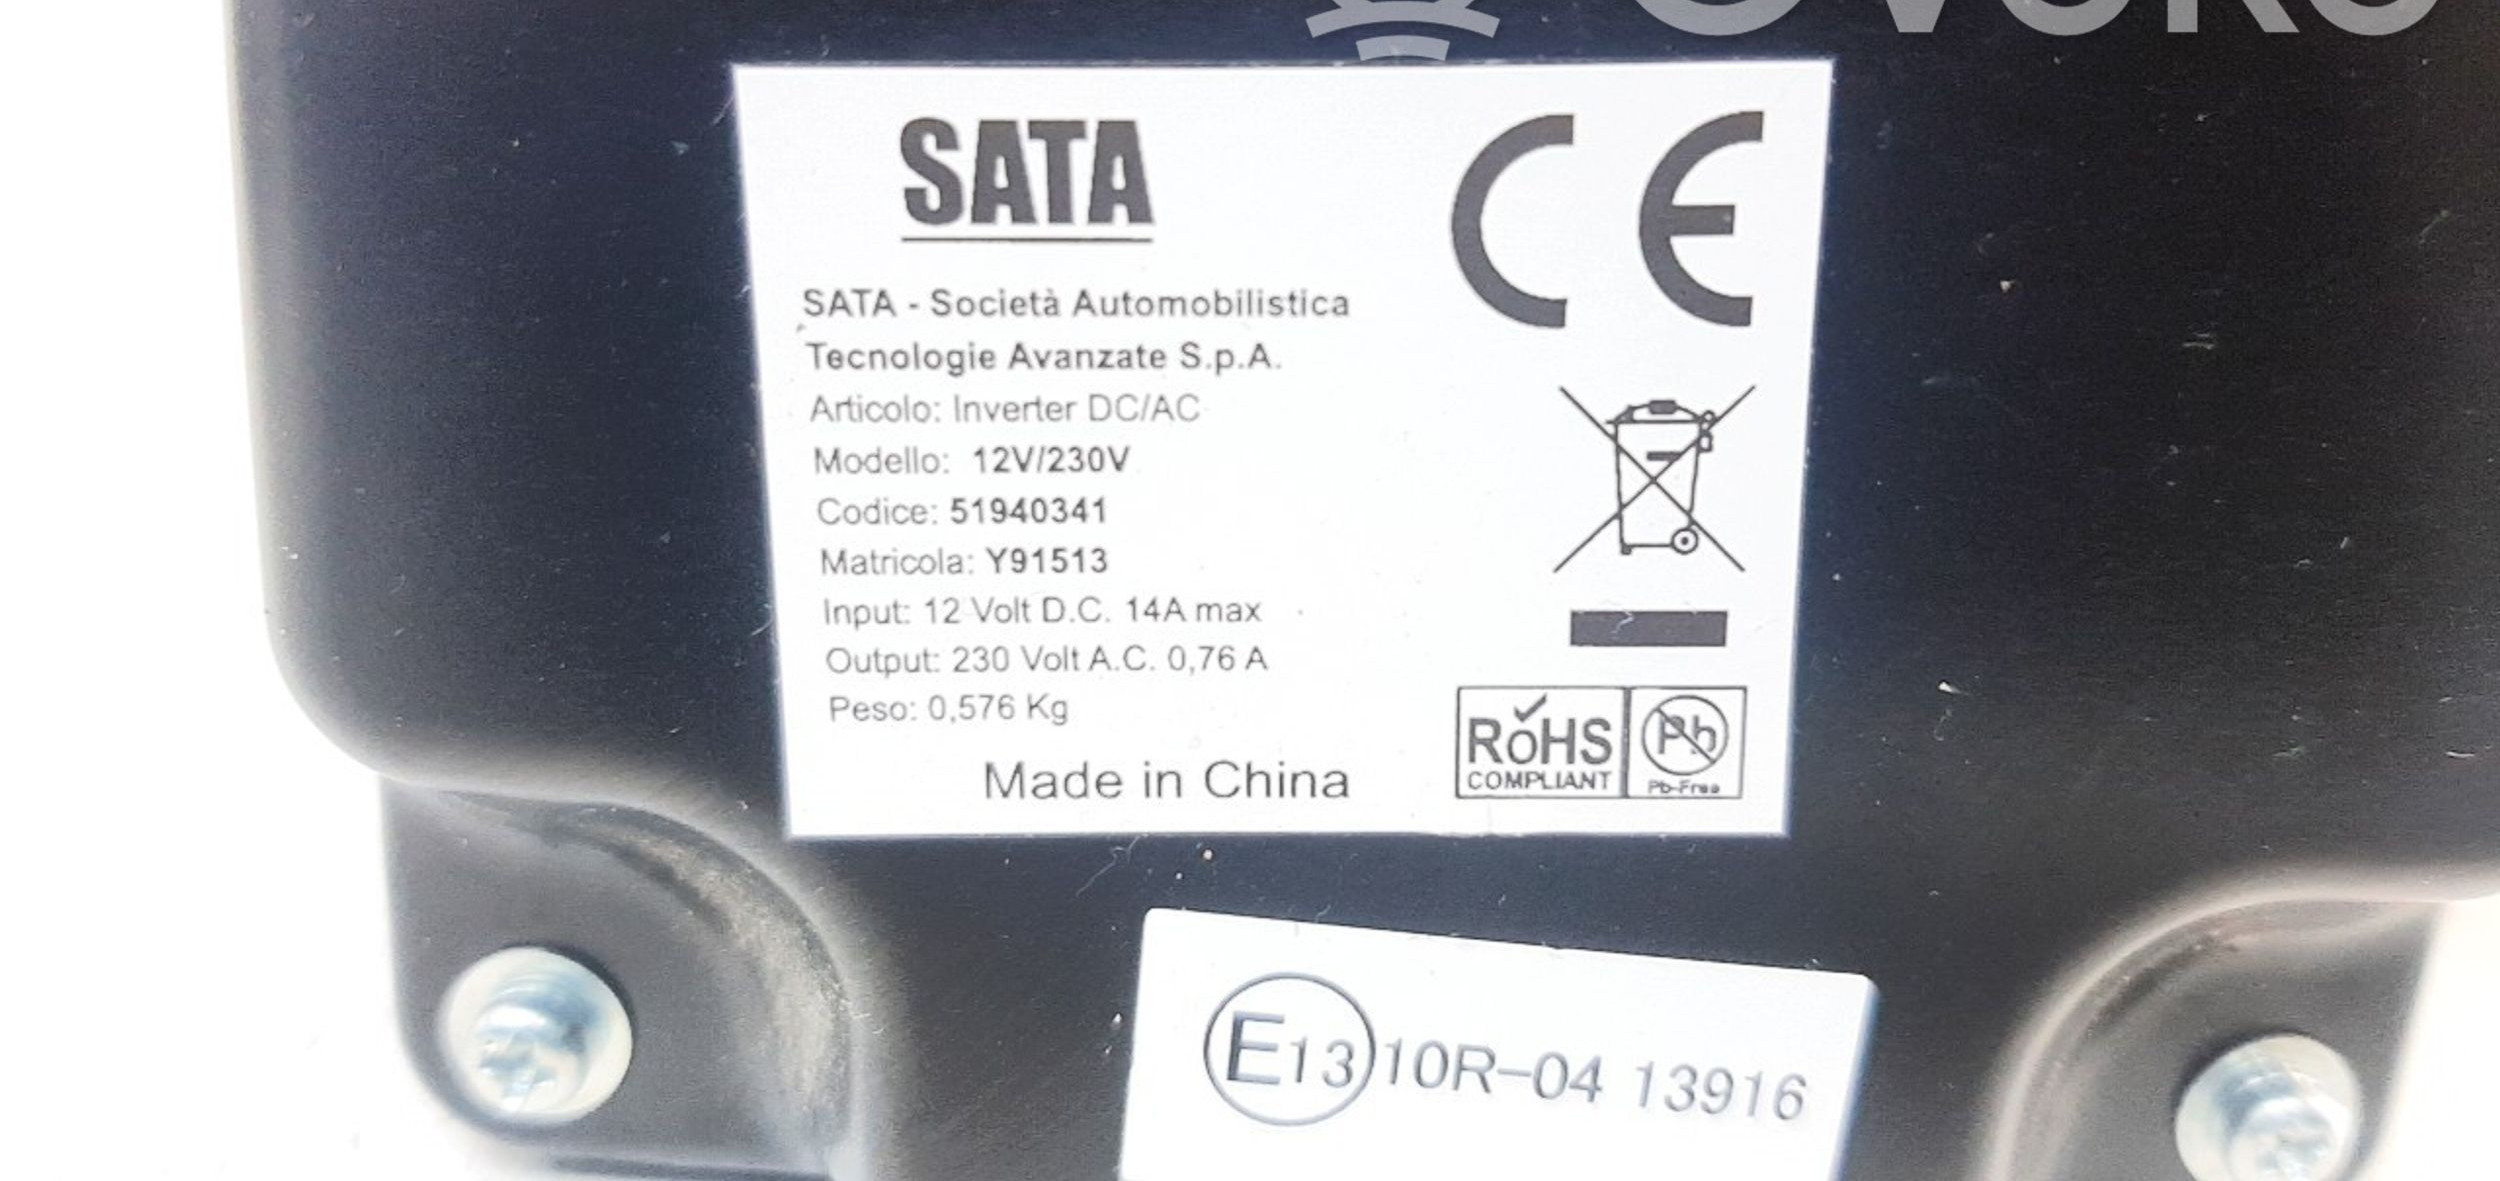 SATA
CE
SATA - Società Automobilistica
Tecnologie Avanzate S.p.A.
Articolo: Inverter DC/AC
Modello: 12V/230V
Codice: 51940341
Matricola: Y91513
Input: 12 Volt D.C. 14A max
Output: 230 Volt A.C. 0,76 A
Peso: 0,576 Kg
Made in China
RoHS
COMPLIANT
Pb
Pb-Free
E13 10R-04 13916